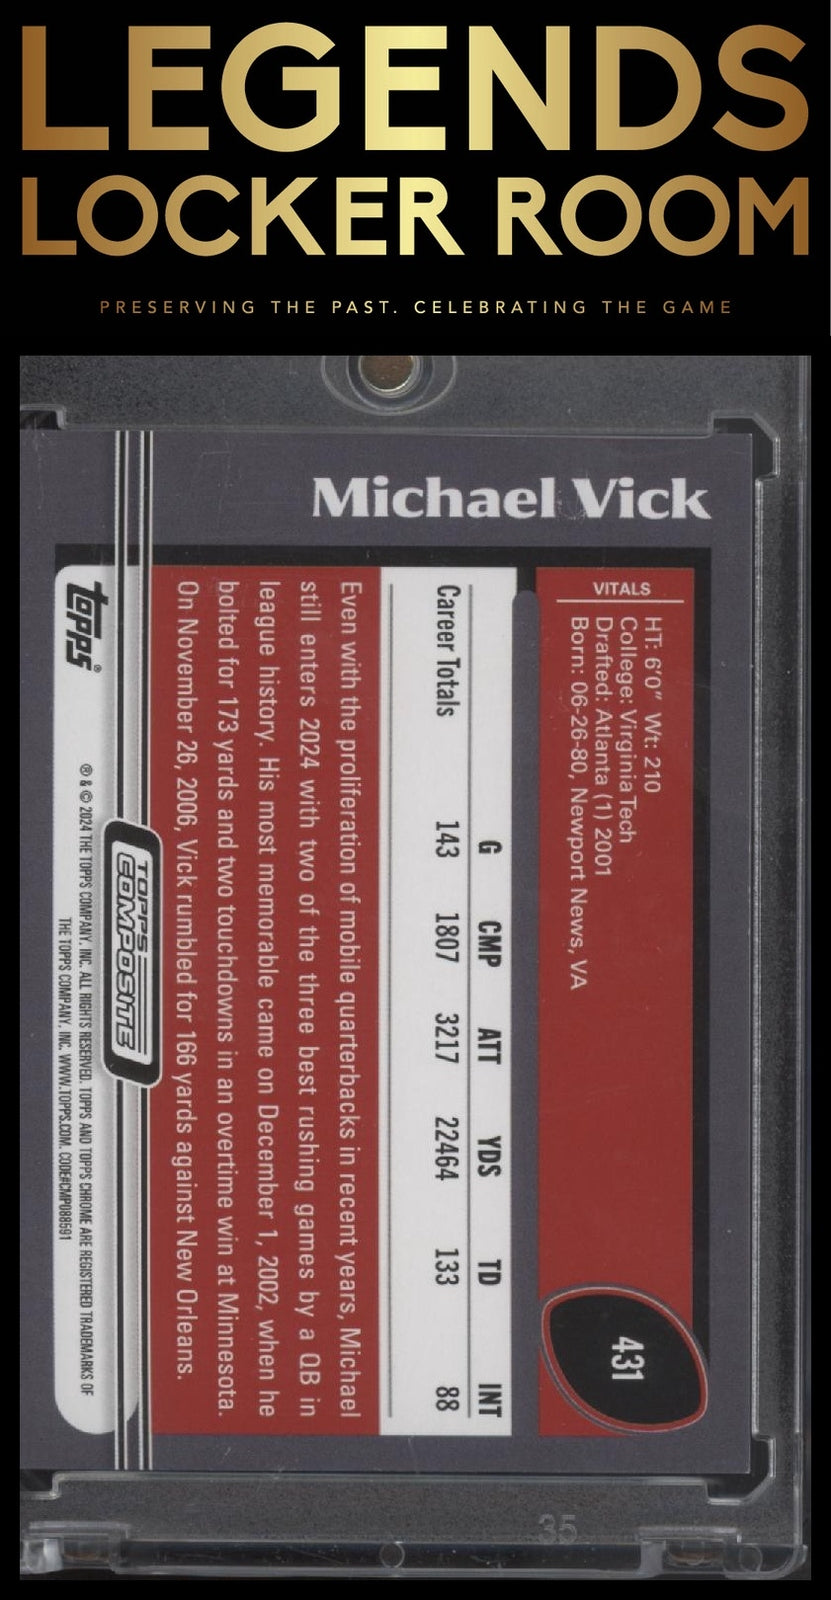 LEGENDS
LOCKER ROOM
PRESERVING THE PAST. CELEBRATING THE GAME
Michael Vick
VITALS
HT: 6'0" Wt: 210
College: Virginia Tech
Drafted: Atlanta (1) 2001
Born: 06-26-80, Newport News, VA
431
G CMP ATT YDS TD INT
Career Totals 143 1807 3217 22464 133 88
Even with the proliferation of mobile quarterbacks in recent years, Michael
still enters 2024 with two of the three best rushing games by a QB in
league history. His most memorable came on December 1, 2002, when he
bolted for 173 yards and two touchdowns in an overtime win at Minnesota.
On November 26, 2006, Vick rumbled for 166 yards against New Orleans.
TOPPS
COMPOSITE
topps®
® & © 2024 THE TOPPS COMPANY, INC. ALL RIGHTS RESERVED. TOPPS AND TOPPS CHROME ARE REGISTERED TRADEMARKS OF
THE TOPPS COMPANY, INC. WWW.TOPPS.COM. CODE#CMP088591
35